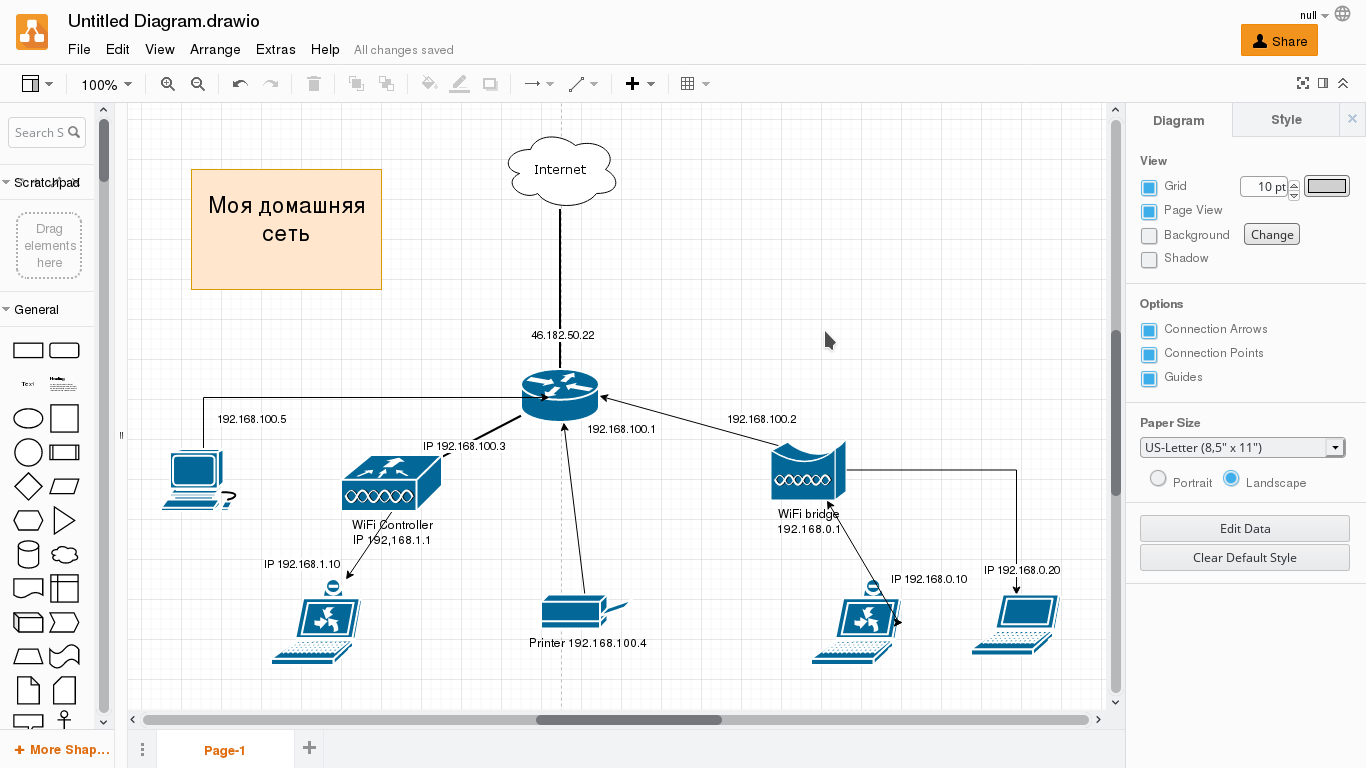 Untitled Diagram.drawio
null
File Edit View Arrange Extras Help All changes saved
Share
100%
Search S
Scratchpad
Drag
elements
here
General
Text
Heading
More Shap...
Моя домашняя
сеть
Internet
46.182.50.22
192.168.100.5
192.168.100.1
192.168.100.2
IP 192.168.100.3
WiFi Controller
IP 192,168.1.1
WiFi bridge
192.168.0.1
IP 192.168.1.10
IP 192.168.0.10
IP 192.168.0.20
Printer 192.168.100.4
Page-1
Diagram
Style
View
Grid
10 pt
Page View
Background
Change
Shadow
Options
Connection Arrows
Connection Points
Guides
Paper Size
US-Letter (8,5" x 11")
Portrait
Landscape
Edit Data
Clear Default Style